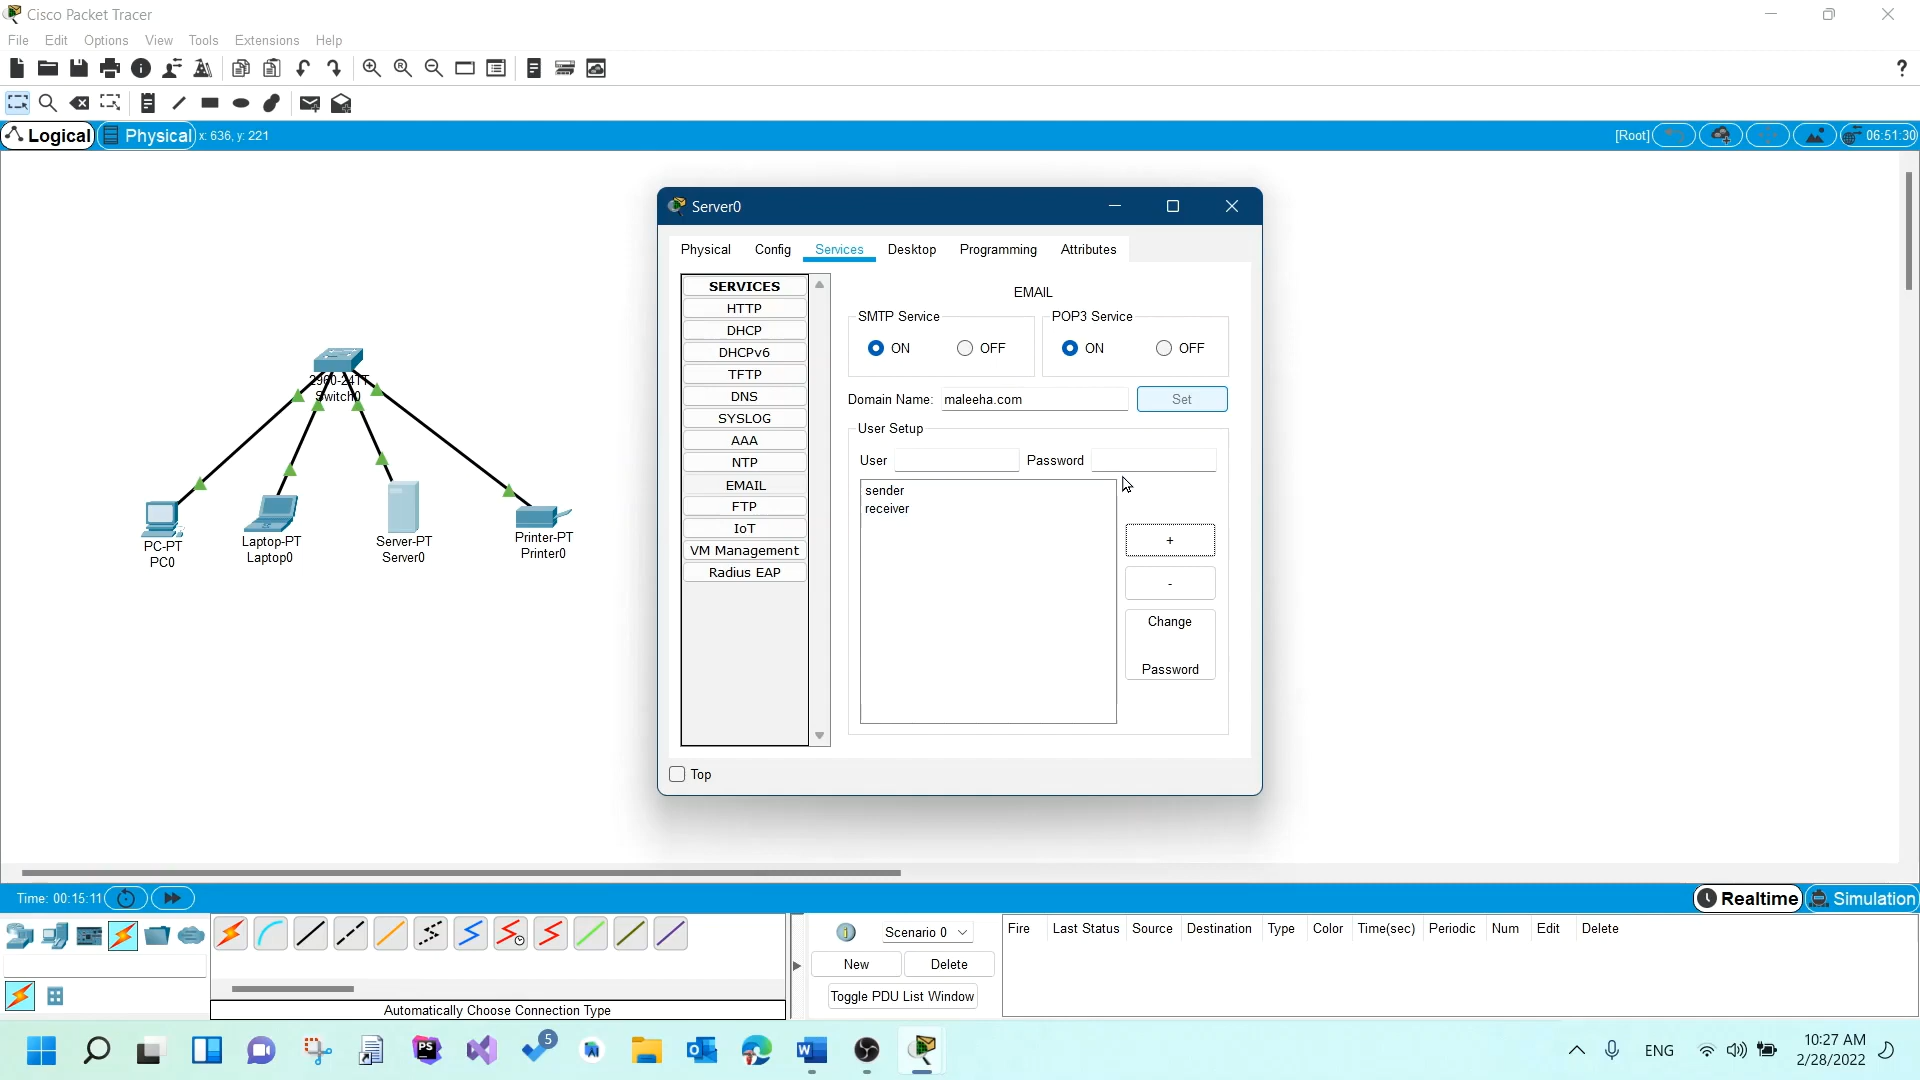 Cisco Packet Tracer
File Edit Options View Tools Extensions Help
?
Logical Physical x: 636, y: 221 [Root] 06:51:30
Server0
Physical Config Services Desktop Programming Attributes
SERVICES
HTTP
DHCP
DHCPv6
TFTP
DNS
SYSLOG
AAA
NTP
EMAIL
FTP
IoT
VM Management
Radius EAP
EMAIL
SMTP Service POP3 Service
ON OFF ON OFF
Domain Name: maleeha.com Set
User Setup
User Password
sender
receiver
+
-
Change
Password
Top
2960-24TT
Switch0
PC-PT
PC0
Laptop-PT
Laptop0
Server-PT
Server0
Printer-PT
Printer0
Time: 00:15:11 Realtime Simulation
Scenario 0
New Delete
Toggle PDU List Window
Fire Last Status Source Destination Type Color Time(sec) Periodic Num Edit Delete
Automatically Choose Connection Type
5
ENG
10:27 AM
2/28/2022